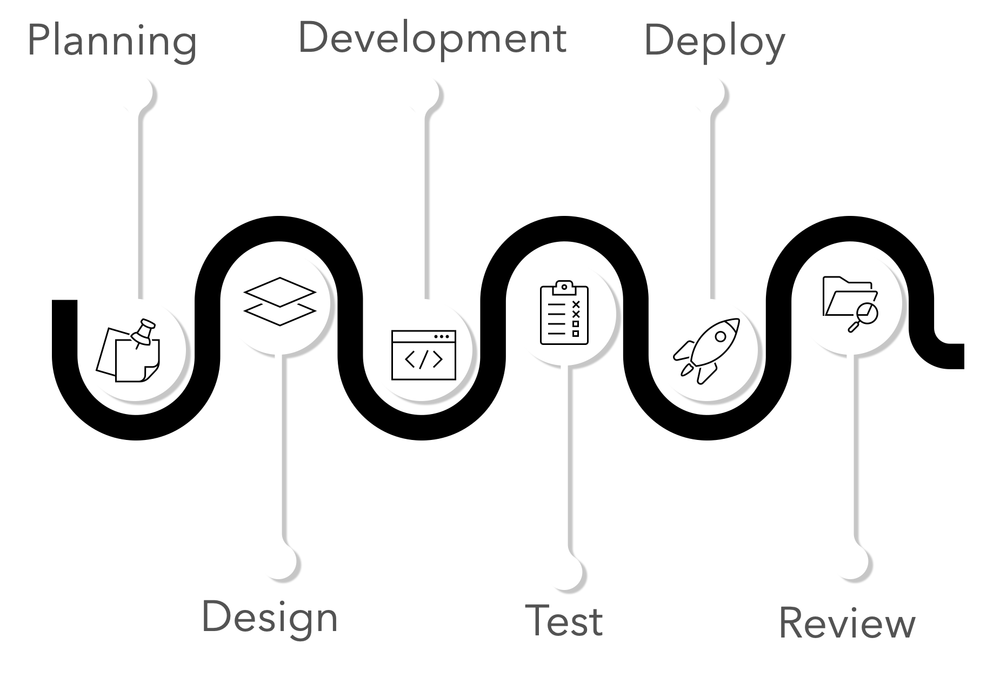 Planning
Development
Deploy
</>
Design
Test
Review